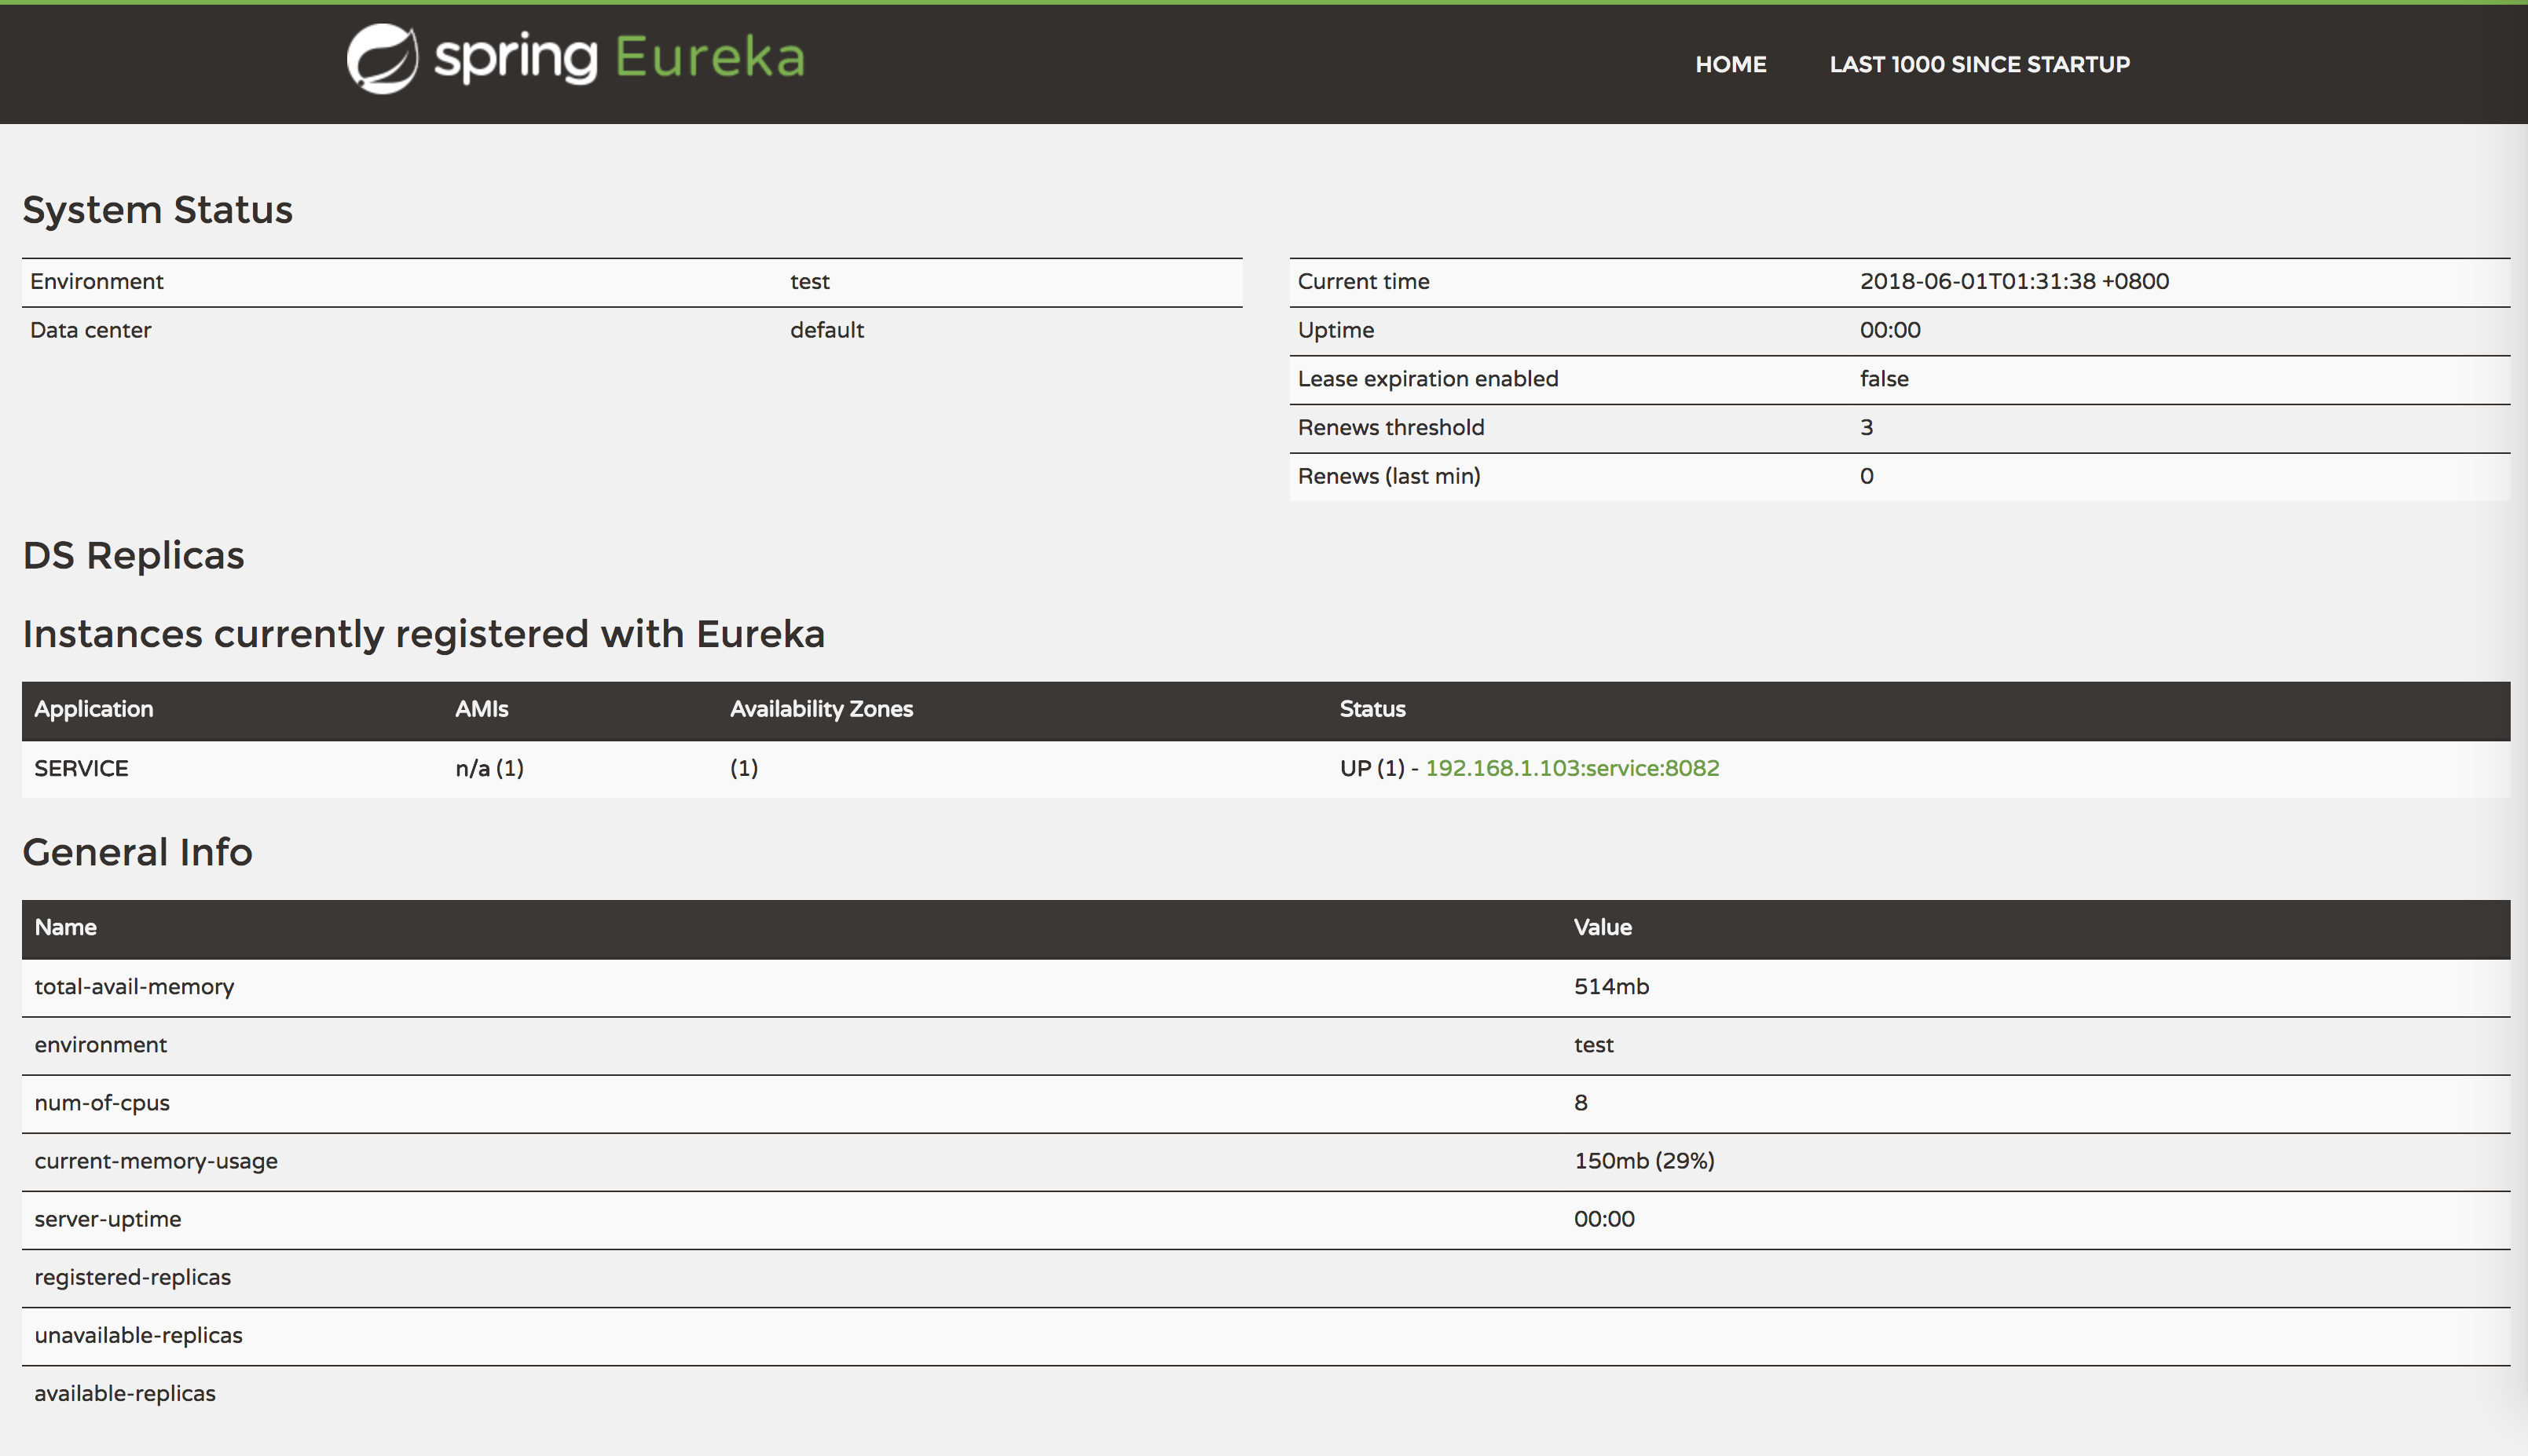 spring Eureka
HOME LAST 1000 SINCE STARTUP
System Status
Environment test
Data center default
Current time 2018-06-01T01:31:38 +0800
Uptime 00:00
Lease expiration enabled false
Renews threshold 3
Renews (last min) 0
DS Replicas
Instances currently registered with Eureka
Application AMIs Availability Zones Status
SERVICE n/a (1) (1) UP (1) - 192.168.1.103:service:8082
General Info
Name Value
total-avail-memory 514mb
environment test
num-of-cpus 8
current-memory-usage 150mb (29%)
server-uptime 00:00
registered-replicas
unavailable-replicas
available-replicas